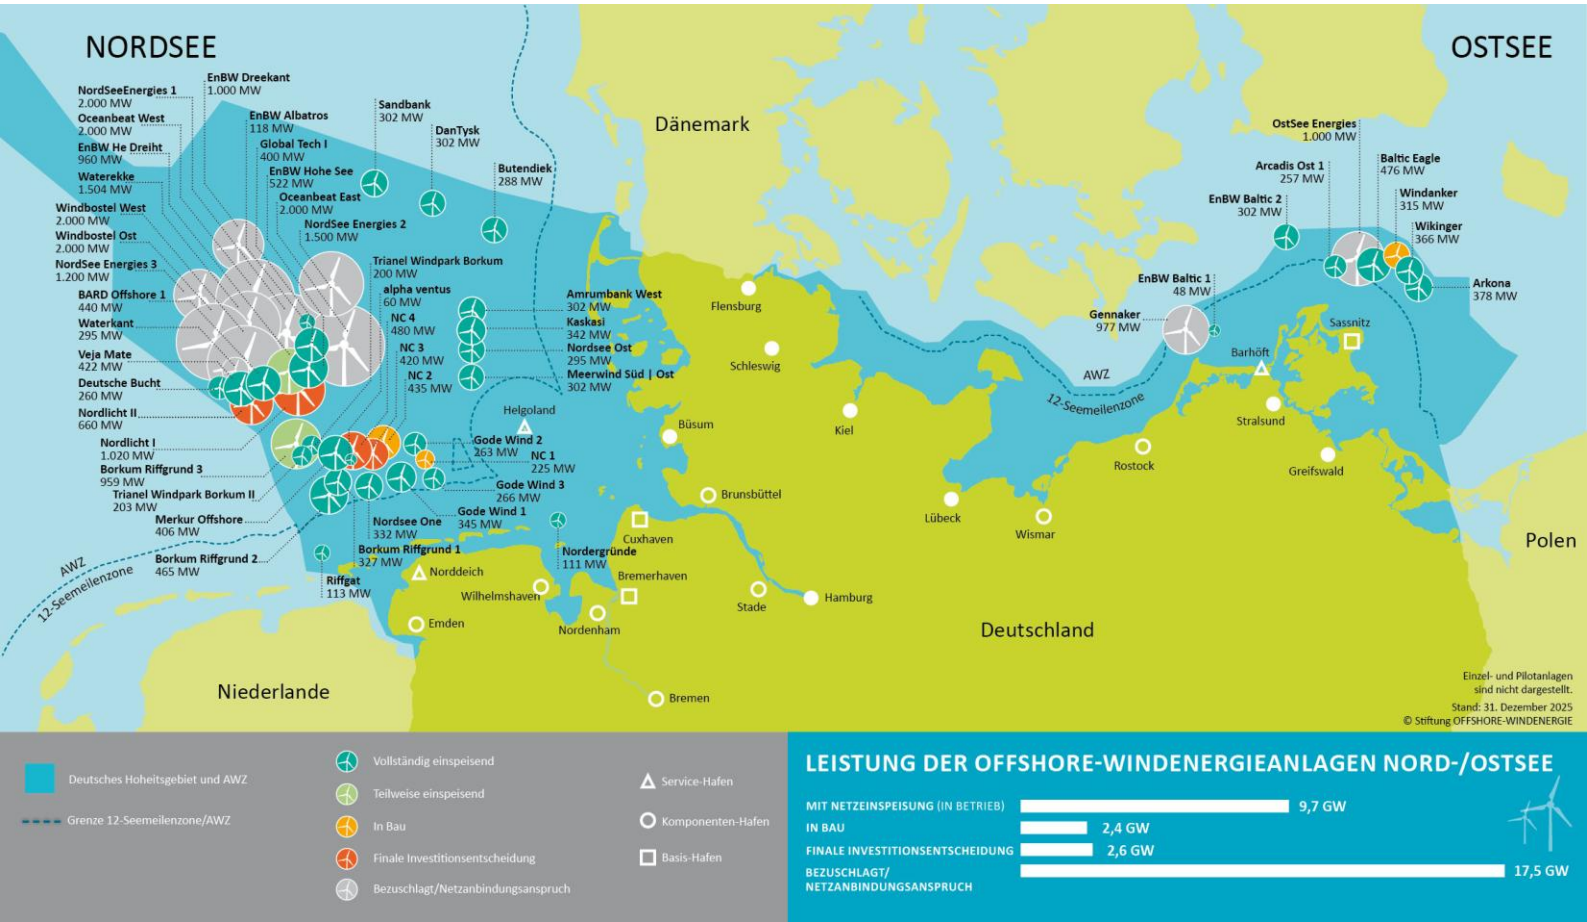 NORDSEE
OSTSEE
EnBW Dreekant
1.000 MW
NordSeeEnergies 1
2.000 MW
Oceanbeat West
2.000 MW
EnBW He Dreiht
960 MW
Waterekke
1.504 MW
Windbostel West
2.000 MW
Windbostel Ost
2.000 MW
NordSee Energies 3
1.200 MW
BARD Offshore 1
440 MW
Waterkant
295 MW
Veja Mate
422 MW
Deutsche Bucht
260 MW
Nordlicht II
660 MW
Nordlicht I
1.020 MW
Borkum Riffgrund 3
959 MW
Trianel Windpark Borkum II
203 MW
Merkur Offshore
406 MW
Borkum Riffgrund 2
465 MW
EnBW Albatros
118 MW
Global Tech I
400 MW
EnBW Hohe See
522 MW
Oceanbeat East
2.000 MW
NordSee Energies 2
1.500 MW
Trianel Windpark Borkum
200 MW
alpha ventus
60 MW
NC 4
480 MW
NC 3
420 MW
NC 2
435 MW
Sandbank
302 MW
DanTysk
302 MW
Butendiek
288 MW
Amrumbank West
302 MW
Kaskasi
342 MW
Nordsee Ost
295 MW
Meerwind Süd | Ost
302 MW
Helgoland
Gode Wind 2
263 MW
NC 1
225 MW
Gode Wind 3
266 MW
Gode Wind 1
345 MW
Nordsee One
332 MW
Borkum Riffgrund 1
327 MW
Riffgat
113 MW
Nordergründe
111 MW
AWZ
12-Seemeilenzone
Dänemark
Flensburg
Schleswig
Büsum
Kiel
Brunsbüttel
Cuxhaven
Bremerhaven
Norddeich
Wilhelmshaven
Emden
Nordenham
Stade
Hamburg
Bremen
Lübeck
Wismar
Rostock
Niederlande
Deutschland
Polen
AWZ
12-Seemeilenzone
OstSee Energies
1.000 MW
Arcadis Ost 1
257 MW
Baltic Eagle
476 MW
EnBW Baltic 2
302 MW
Windanker
315 MW
Wikinger
366 MW
Arkona
378 MW
EnBW Baltic 1
48 MW
Gennaker
977 MW
Sassnitz
Barhöft
Stralsund
Greifswald
Einzel- und Pilotanlagen
sind nicht dargestellt.
Stand: 31. Dezember 2025
© Stiftung OFFSHORE-WINDENERGIE
Deutsches Hoheitsgebiet und AWZ
Grenze 12-Seemeilenzone/AWZ
Vollständig einspeisend
Teilweise einspeisend
In Bau
Finale Investitionsentscheidung
Bezuschlagt/Netzanbindungsanspruch
Service-Hafen
Komponenten-Hafen
Basis-Hafen
LEISTUNG DER OFFSHORE-WINDENERGIEANLAGEN NORD-/OSTSEE
MIT NETZEINSPEISUNG (IN BETRIEB) 9,7 GW
IN BAU 2,4 GW
FINALE INVESTITIONSENTSCHEIDUNG 2,6 GW
BEZUSCHLAGT/
NETZANBINDUNGSANSPRUCH 17,5 GW